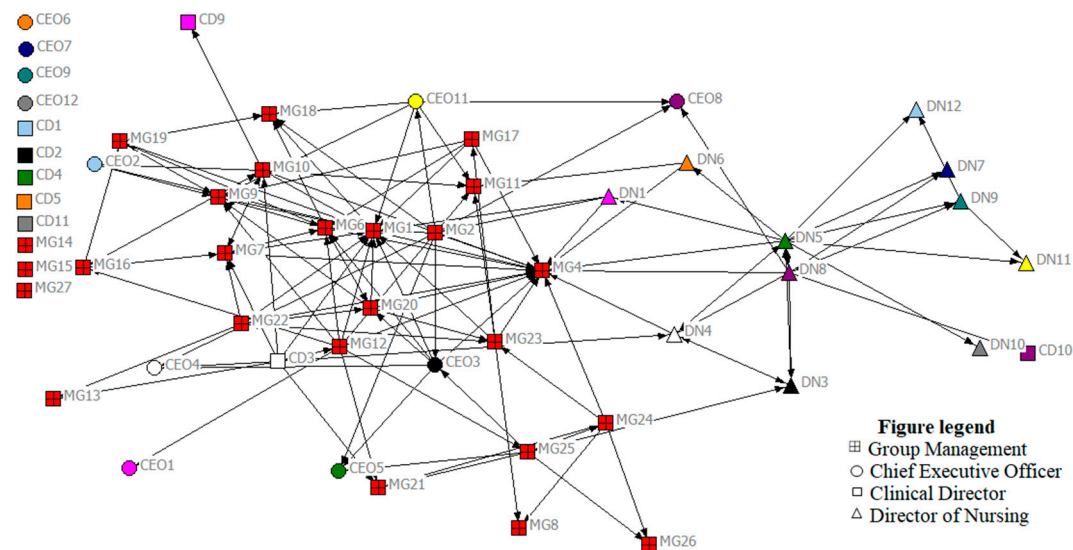 CEO6
CEO7
CEO9
CEO12
CD1
CD2
CD4
CD5
CD11
MG14
MG15
MG27
CD9
CEO11
CEO8
MG18
MG19
MG17
CEO2
MG10
MG11
DN6
DN12
DN7
MG9
DN1
DN9
MG6
MG1
MG2
DN5
MG16
MG7
MG4
DN8
DN11
MG20
MG22
DN4
MG12
MG23
DN10
CD10
CD3
CEO4
CEO3
DN3
MG13
MG24
MG25
CEO1
CEO5
MG21
MG8
MG26
Figure legend
Group Management
Chief Executive Officer
Clinical Director
Director of Nursing